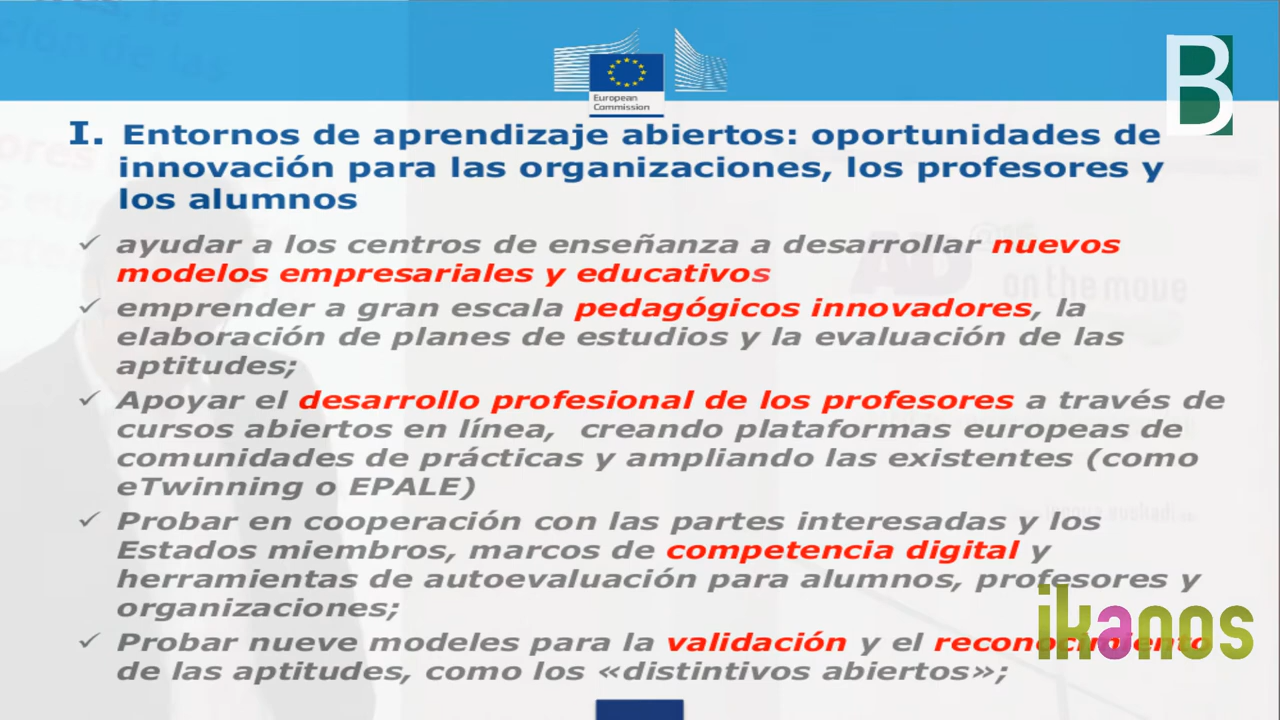 B
European
Commission
I. Entornos de aprendizaje abiertos: oportunidades de
innovación para las organizaciones, los profesores y
los alumnos
✓ ayudar a los centros de enseñanza a desarrollar nuevos
modelos empresariales y educativos
✓ emprender a gran escala pedagógicos innovadores, la
elaboración de planes de estudios y la evaluación de las
aptitudes;
✓ Apoyar el desarrollo profesional de los profesores a través de
cursos abiertos en línea, creando plataformas europeas de
comunidades de prácticas y ampliando las existentes (como
eTwinning o EPALE)
✓ Probar en cooperación con las partes interesadas y los
Estados miembros, marcos de competencia digital y
herramientas de autoevaluación para alumnos, profesores y
organizaciones;
✓ Probar nueve modeles para la validación y el reconocimiento
de las aptitudes, como los «distintivos abiertos»;
ikanos
on the move